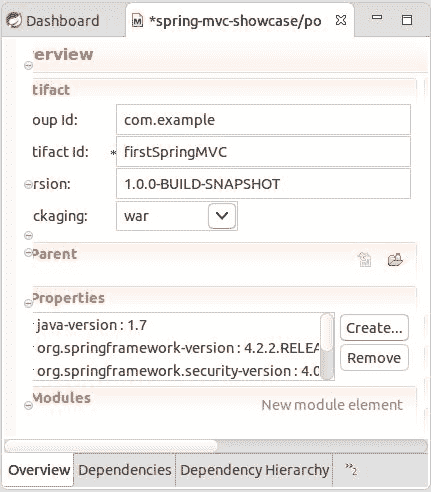 Dashboard
*spring-mvc-showcase/po
erview
tifact
oup Id: com.example
tifact Id: * firstSpringMVC
rsion: 1.0.0-BUILD-SNAPSHOT
ckaging: war
Parent
Properties
java-version : 1.7
org.springframework-version : 4.2.2.RELEA
org.springframework.security-version : 4.0
Create...
Remove
Modules
New module element
Overview Dependencies Dependency Hierarchy »2